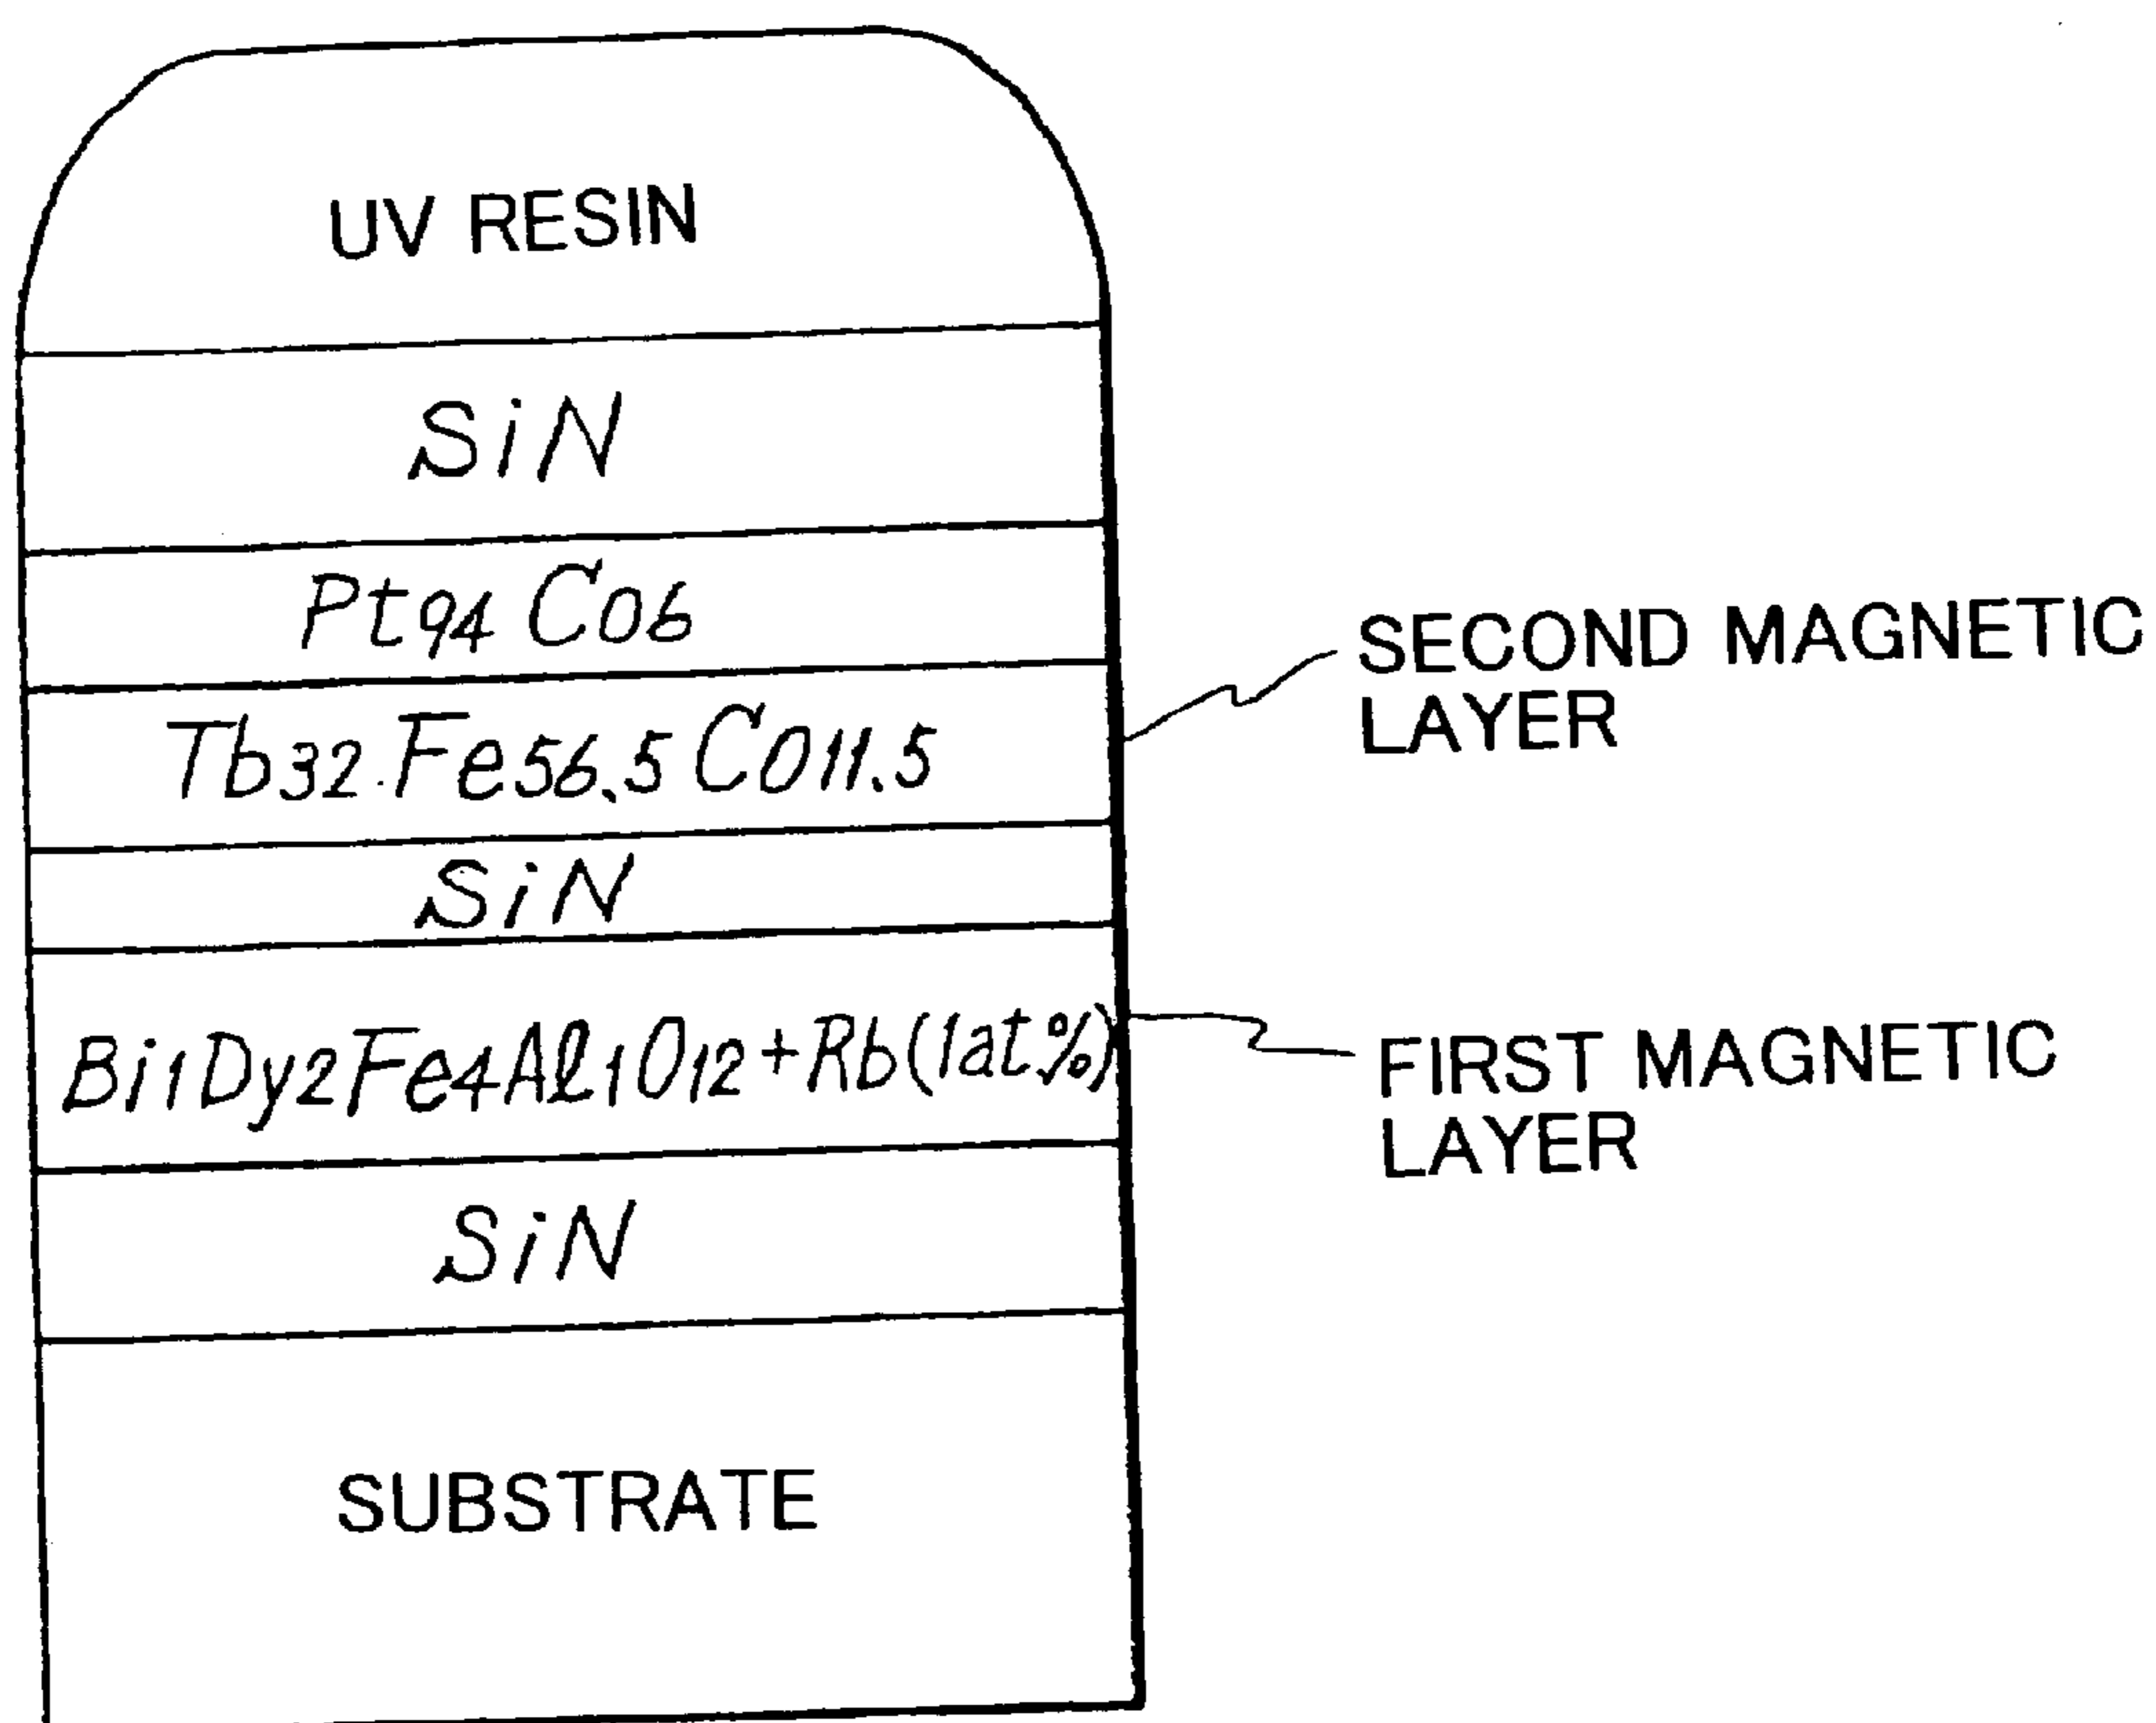 UV RESIN
SiN
Pt94 Co6
Tb32 Fe56.5 Co11.5
SECOND MAGNETIC
LAYER
SiN
Bi1Dy2Fe4Al1O12+Rb(1at%)
FIRST MAGNETIC
LAYER
SiN
SUBSTRATE